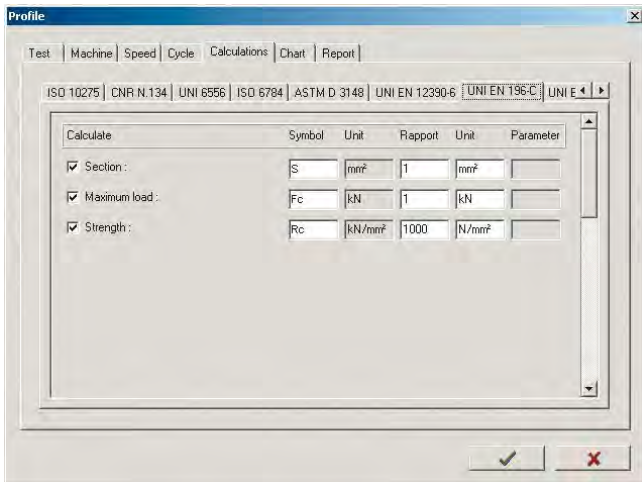 Profile
Test Machine Speed Cycle Calculations Chart Report
ISO 10275 CNR N.134 UNI 6556 ISO 6784 ASTM D 3148 UNI EN 12390-6 UNI EN 196-C UNI E
Calculate Symbol Unit Rapport Unit Parameter
Section : S mm² 1 mm²
Maximum load : Fc kN 1 kN
Strength : Rc kN/mm² 1000 N/mm²